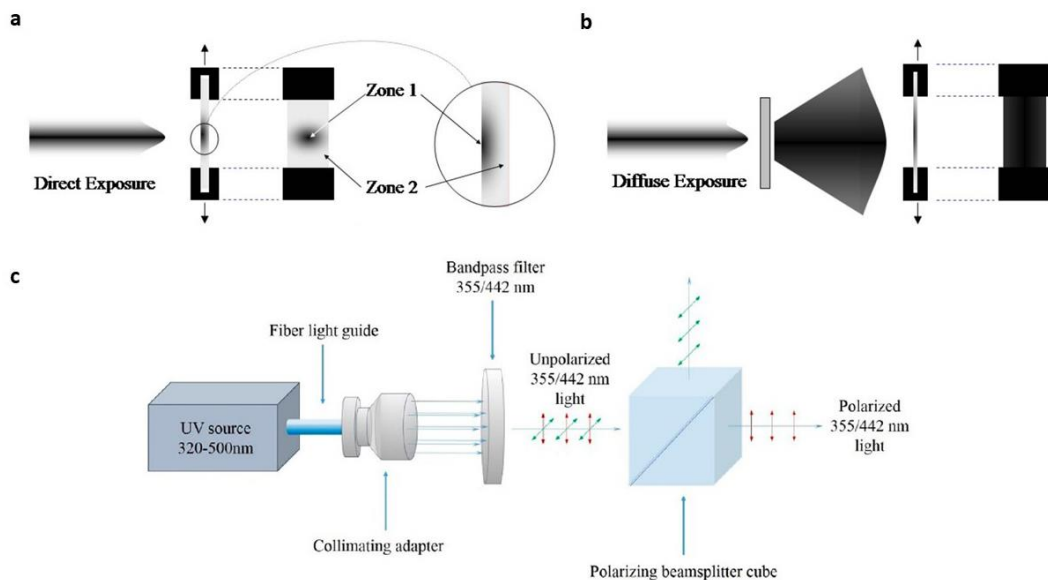 a
Zone 1
Direct Exposure
Zone 2
b
Diffuse Exposure
c
Bandpass filter
355/442 nm
Fiber light guide
Unpolarized
355/442 nm
light
UV source
320-500nm
Polarized
355/442 nm
light
Collimating adapter
Polarizing beamsplitter cube